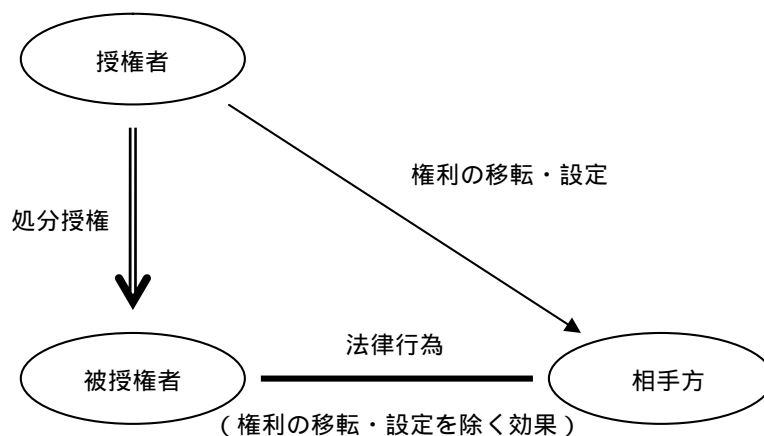 授権者
権利の移転・設定
処分授権
法律行為
被授権者
相手方
(権利の移転・設定を除く効果)